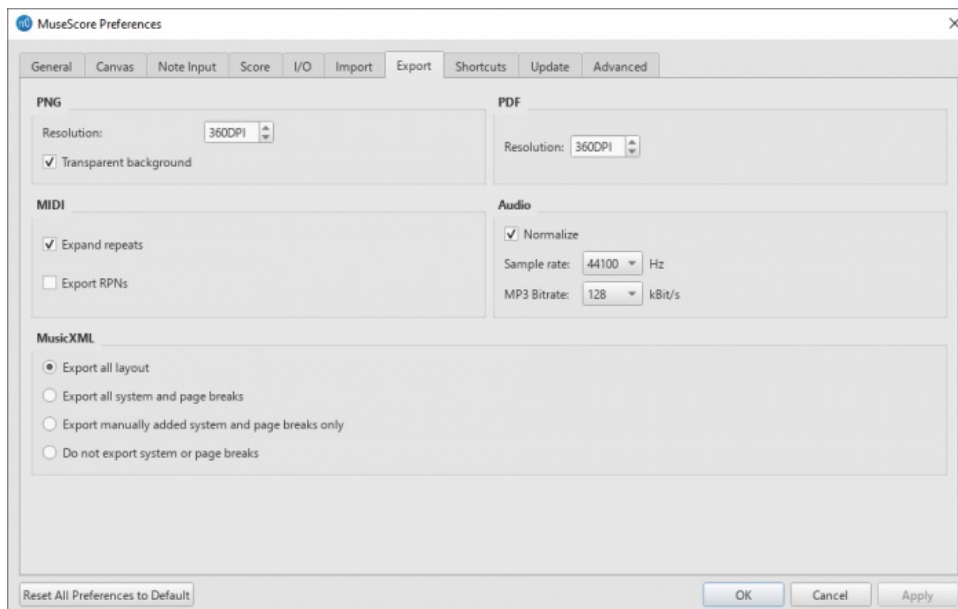 MuseScore Preferences
General Canvas Note Input Score I/O Import Export Shortcuts Update Advanced
PNG
Resolution: 360DPI
Transparent background
PDF
Resolution: 360DPI
MIDI
Expand repeats
Export RPNs
Audio
Normalize
Sample rate: 44100 Hz
MP3 Bitrate: 128 kBit/s
MusicXML
Export all layout
Export all system and page breaks
Export manually added system and page breaks only
Do not export system or page breaks
Reset All Preferences to Default OK Cancel Apply